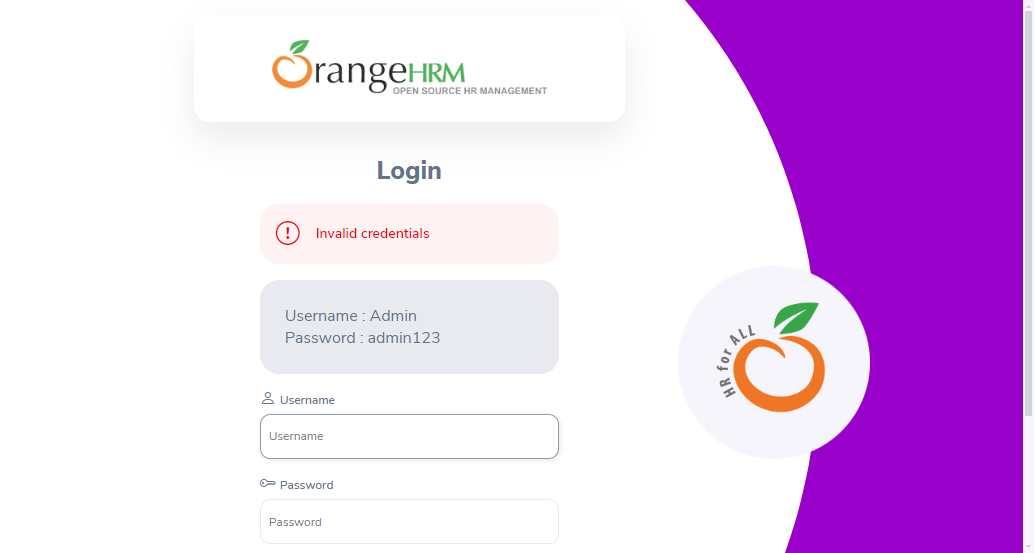 OrangeHRM
OPEN SOURCE HR MANAGEMENT
Login
Invalid credentials
Username : Admin
Password : admin123
Username
Username
Password
Password
HR for ALL